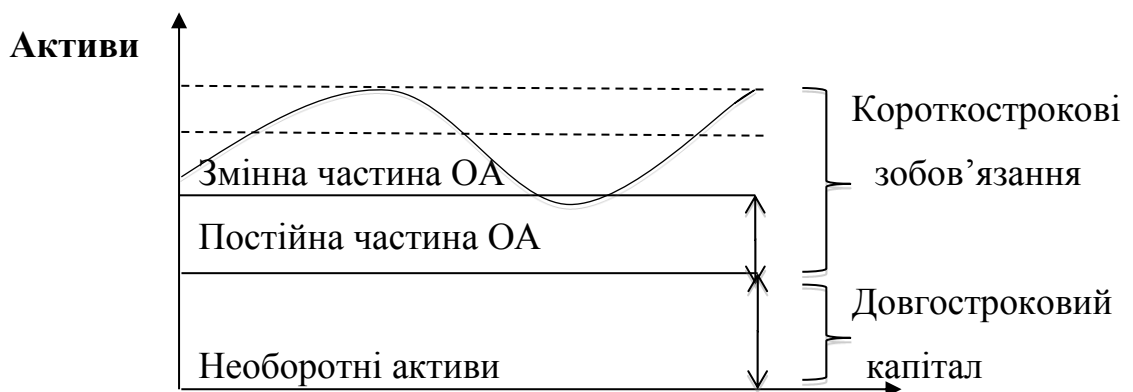 Активи
Короткострокові
зобов’язання
Змінна частина ОА
Постійна частина ОА
Довгостроковий
капітал
Необоротні активи